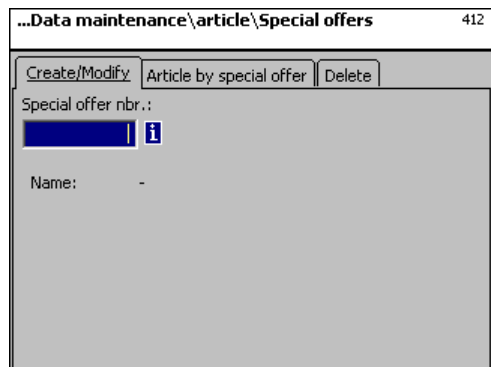 ...Data maintenance\article\Special offers 412
Create/Modify Article by special offer Delete
Special offer nbr.:
i
Name: -